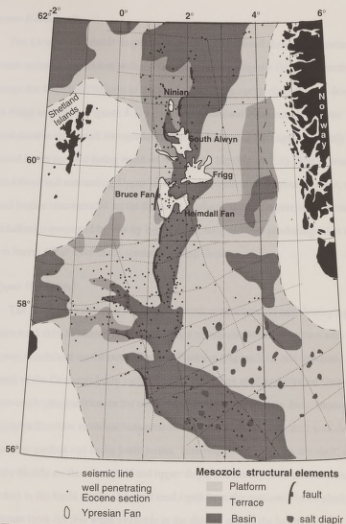 62° -2° 0° 2° 4° 6°
Ninian
Shetland
Islands
Norway
South Alwyn
60°
Frigg
Bruce Fan
Heimdall Fan
58°
56°
seismic line
well penetrating
Eocene section
Ypresian Fan
Mesozoic structural elements
Platform
Terrace
Basin
fault
salt diapir